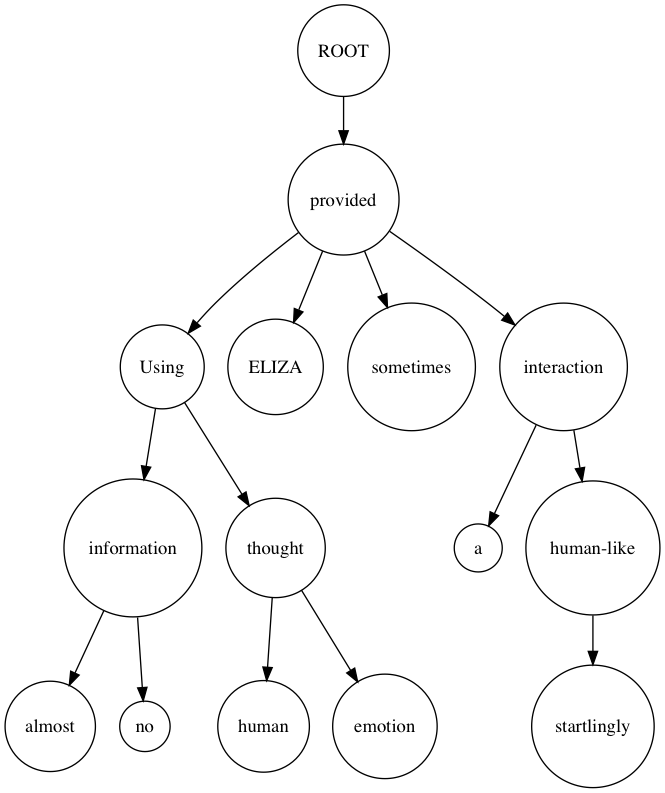 ROOT
provided
Using ELIZA sometimes interaction
information thought a human-like
almost no human emotion startlingly